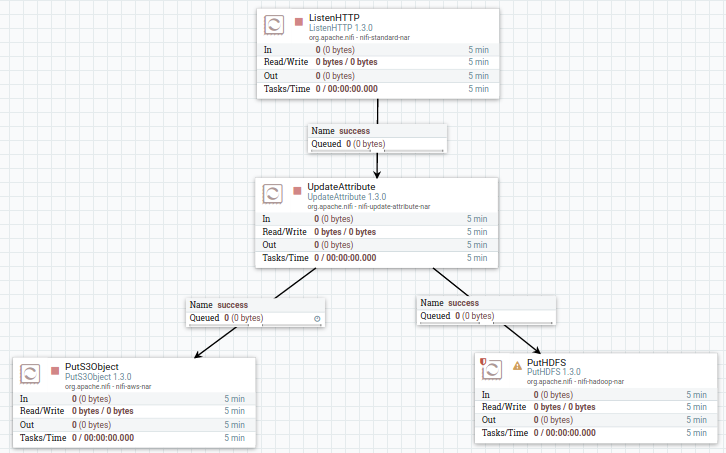 ListenHTTP
ListenHTTP 1.3.0
org.apache.nifi - nifi-standard-nar
In 0 (0 bytes) 5 min
Read/Write 0 bytes / 0 bytes 5 min
Out 0 (0 bytes) 5 min
Tasks/Time 0 / 00:00:00.000 5 min
Name success
Queued 0 (0 bytes)
UpdateAttribute
UpdateAttribute 1.3.0
org.apache.nifi - nifi-update-attribute-nar
In 0 (0 bytes) 5 min
Read/Write 0 bytes / 0 bytes 5 min
Out 0 (0 bytes) 5 min
Tasks/Time 0 / 00:00:00.000 5 min
Name success
Queued 0 (0 bytes)
Name success
Queued 0 (0 bytes)
PutS3Object
PutS3Object 1.3.0
org.apache.nifi - nifi-aws-nar
In 0 (0 bytes) 5 min
Read/Write 0 bytes / 0 bytes 5 min
Out 0 (0 bytes) 5 min
Tasks/Time 0 / 00:00:00.000 5 min
PutHDFS
PutHDFS 1.3.0
org.apache.nifi - nifi-hadoop-nar
In 0 (0 bytes) 5 min
Read/Write 0 bytes / 0 bytes 5 min
Out 0 (0 bytes) 5 min
Tasks/Time 0 / 00:00:00.000 5 min